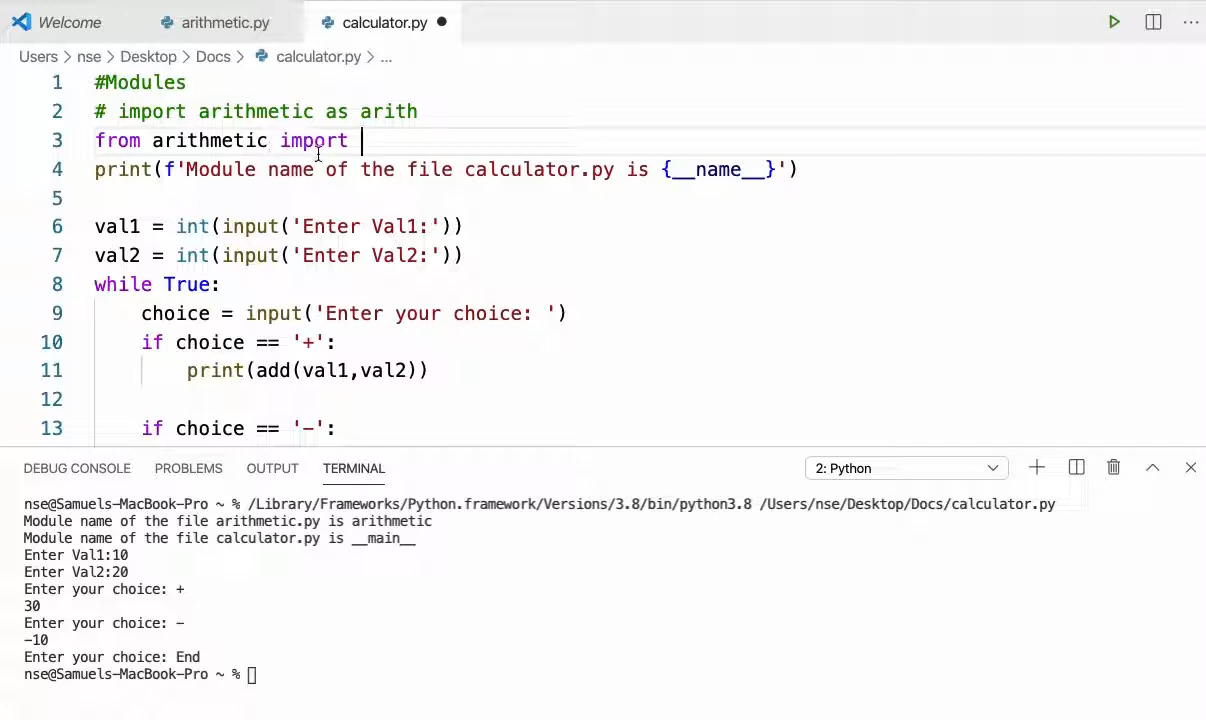 Welcome arithmetic.py calculator.py
Users > nse > Desktop > Docs > calculator.py > ...
1 #Modules
2 # import arithmetic as arith
3 from arithmetic import
4 print(f'Module name of the file calculator.py is {__name__}')
5
6 val1 = int(input('Enter Val1:'))
7 val2 = int(input('Enter Val2:'))
8 while True:
9 choice = input('Enter your choice: ')
10 if choice == '+':
11 print(add(val1,val2))
12
13 if choice == '-':
DEBUG CONSOLE PROBLEMS OUTPUT TERMINAL 2: Python
nse@Samuels-MacBook-Pro ~ % /Library/Frameworks/Python.framework/Versions/3.8/bin/python3.8 /Users/nse/Desktop/Docs/calculator.py
Module name of the file arithmetic.py is arithmetic
Module name of the file calculator.py is __main__
Enter Val1:10
Enter Val2:20
Enter your choice: +
30
Enter your choice: -
-10
Enter your choice: End
nse@Samuels-MacBook-Pro ~ %